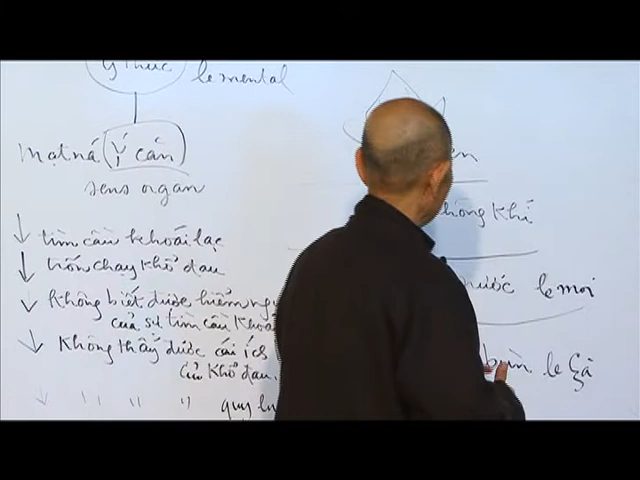 ý thức le mental
mạt na (ý căn)
sens organ
↓ tìm cầu khoái lạc
↓ trốn chạy khổ đau
↓ không biết được hiểm
của sự tìm cầu khoái
↓ không thấy được cái ích
của khổ đau.
↓ " " " quy
không khí
nước le moi
bùn le Ça